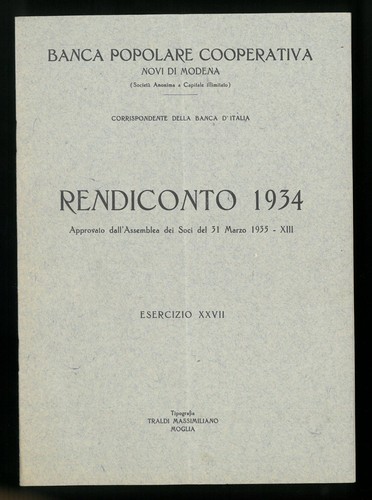 BANCA POPOLARE COOPERATIVA
NOVI DI MODENA
(Società Anonima a Capitale illimitato)
CORRISPONDENTE DELLA BANCA D'ITALIA
RENDICONTO 1934
Approvato dall'Assemblea dei Soci del 31 Marzo 1935 - XIII
ESERCIZIO XXVII
Tipografia
TRALDI MASSIMILIANO
MOGLIA